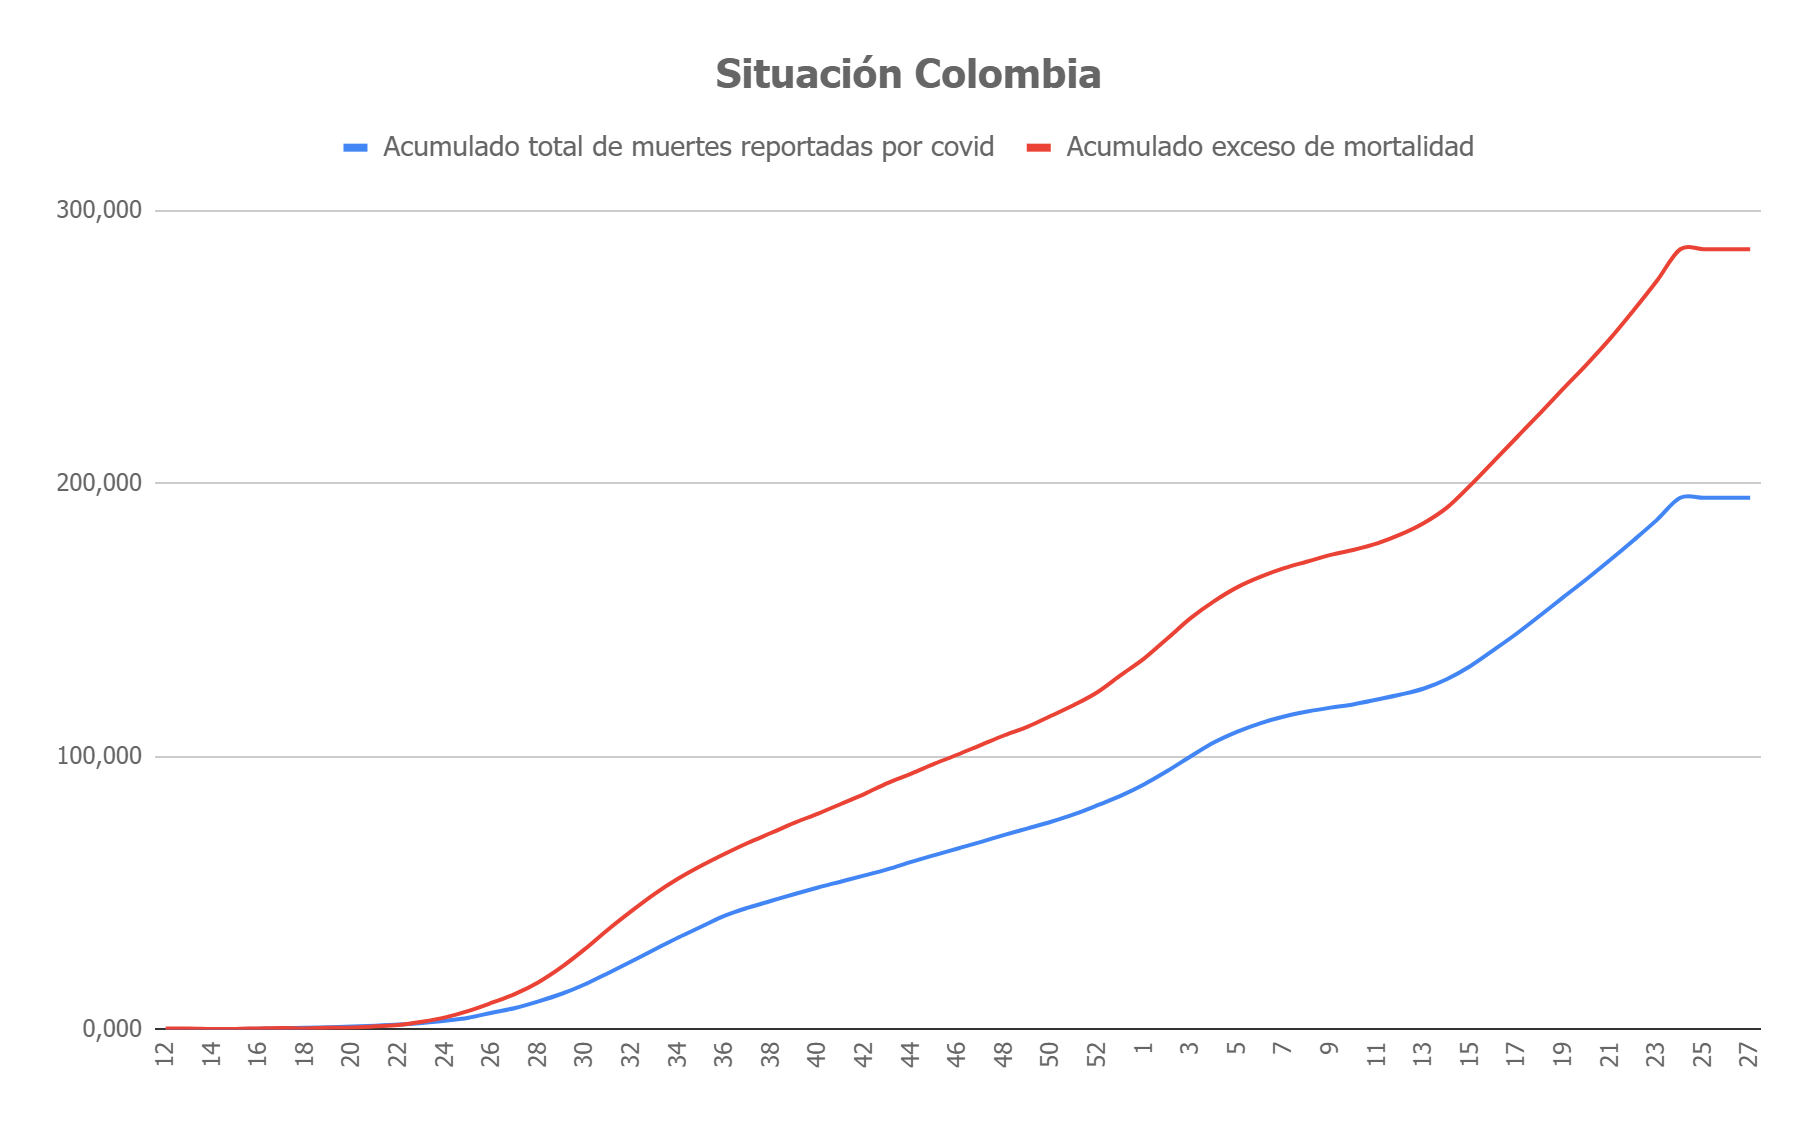 Situación Colombia
Acumulado total de muertes reportadas por covid Acumulado exceso de mortalidad
300,000
200,000
100,000
0,000
12 14 16 18 20 22 24 26 28 30 32 34 36 38 40 42 44 46 48 50 52 1 3 5 7 9 11 13 15 17 19 21 23 25 27